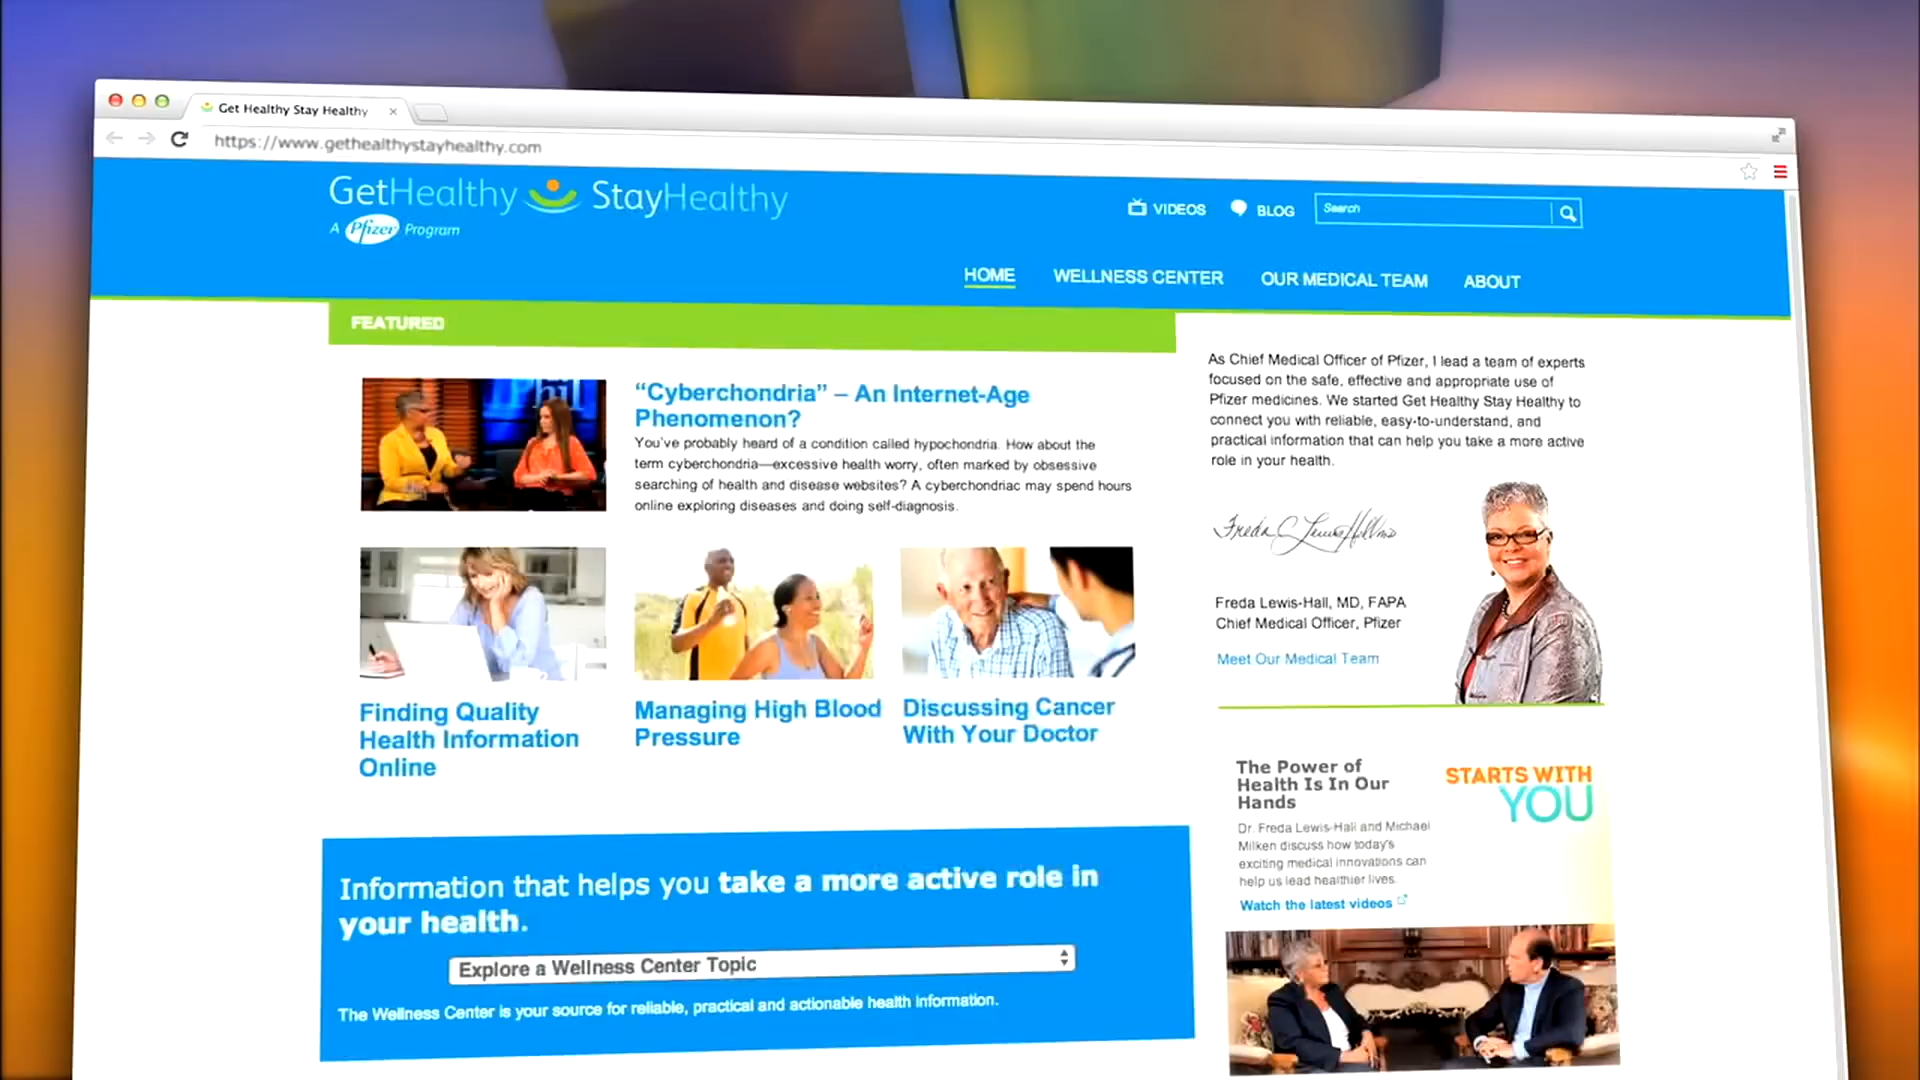 Get Healthy Stay Healthy
https://www.gethealthystayhealthy.com
GetHealthy StayHealthy
A Pfizer Program
VIDEOS
BLOG
Search
HOME
WELLNESS CENTER
OUR MEDICAL TEAM
ABOUT
FEATURED
“Cyberchondria” – An Internet-Age
Phenomenon?
You've probably heard of a condition called hypochondria. How about the
term cyberchondria—excessive health worry, often marked by obsessive
searching of health and disease websites? A cyberchondriac may spend hours
online exploring diseases and doing self-diagnosis.
Finding Quality
Health Information
Online
Managing High Blood
Pressure
Discussing Cancer
With Your Doctor
Information that helps you take a more active role in
your health.
Explore a Wellness Center Topic
The Wellness Center is your source for reliable, practical and actionable health information.
As Chief Medical Officer of Pfizer, I lead a team of experts
focused on the safe, effective and appropriate use of
Pfizer medicines. We started Get Healthy Stay Healthy to
connect you with reliable, easy-to-understand, and
practical information that can help you take a more active
role in your health.
Freda Lewis-Hall, MD, FAPA
Chief Medical Officer, Pfizer
Meet Our Medical Team
The Power of
Health Is In Our
Hands
Dr. Freda Lewis-Hall and Michael
Milken discuss how today's
exciting medical innovations can
help us lead healthier lives.
Watch the latest videos
STARTS WITH
YOU